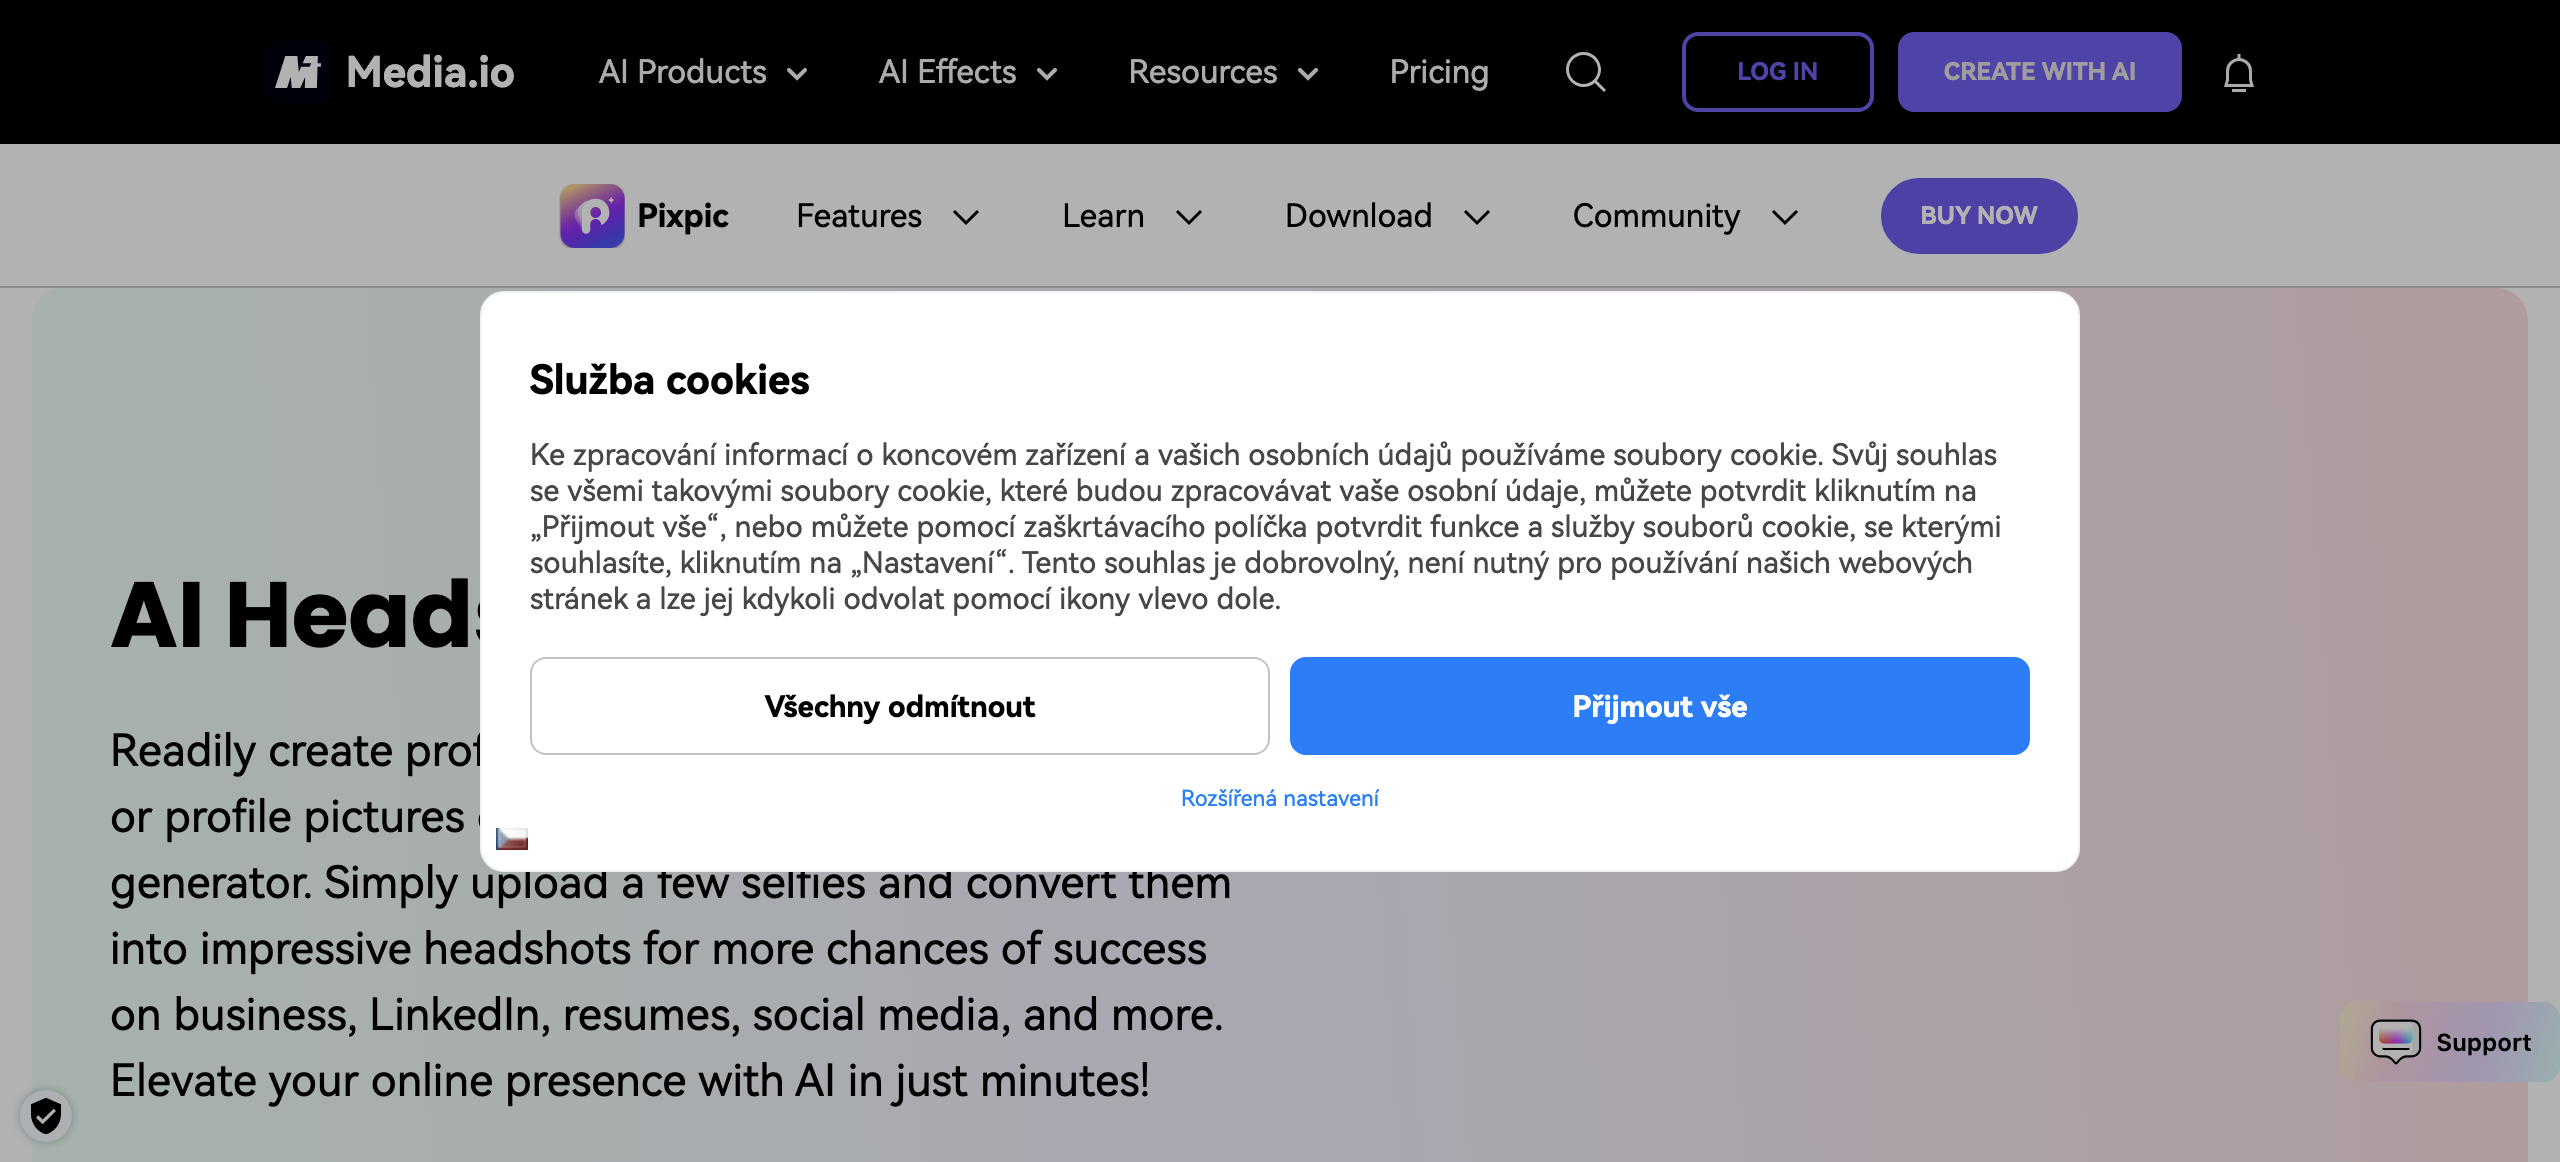 Media.io
AI Products
AI Effects
Resources
Pricing
LOG IN
CREATE WITH AI
Pixpic
Features
Learn
Download
Community
BUY NOW
Služba cookies
Ke zpracování informací o koncovém zařízení a vašich osobních údajů používáme soubory cookie. Svůj souhlas
se všemi takovými soubory cookie, které budou zpracovávat vaše osobní údaje, můžete potvrdit kliknutím na
„Přijmout vše“, nebo můžete pomocí zaškrtávacího políčka potvrdit funkce a služby souborů cookie, se kterými
souhlasíte, kliknutím na „Nastavení“. Tento souhlas je dobrovolný, není nutný pro používání našich webových
stránek a lze jej kdykoli odvolat pomocí ikony vlevo dole.
Všechny odmítnout
Přijmout vše
Rozšířená nastavení
AI
Readily create
or profile pictures
generator. Simply upload a few selfies and convert them
into impressive headshots for more chances of success
on business, LinkedIn, resumes, social media, and more.
Elevate your online presence with AI in just minutes!
Support